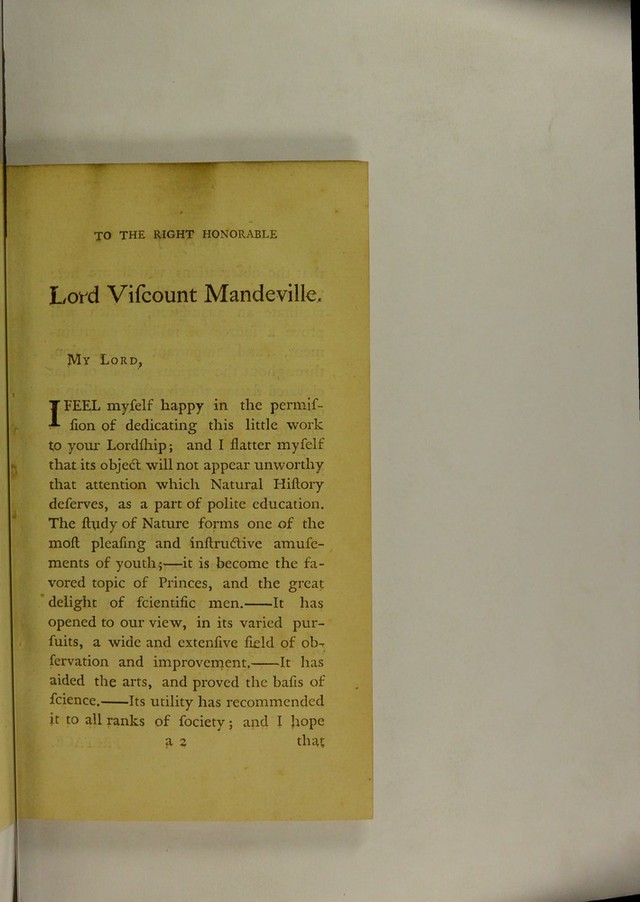 TO THE RIGHT HONORABLE
Lord Viſcount Mandeville.
My Lord,
I FEEL myſelf happy in the permiſ-
ſion of dedicating this little work
to your Lordſhip; and I flatter myſelf
that its object will not appear unworthy
that attention which Natural Hiſtory
deſerves, as a part of polite education.
The ſtudy of Nature forms one of the
moſt pleaſing and inſtructive amuſe-
ments of youth;—it is become the fa-
vored topic of Princes, and the great
delight of ſcientific men.——It has
opened to our view, in its varied pur-
ſuits, a wide and extenſive field of ob-
ſervation and improvement.——It has
aided the arts, and proved the baſis of
ſcience.——Its utility has recommended
it to all ranks of ſociety; and I hope
a 2 that